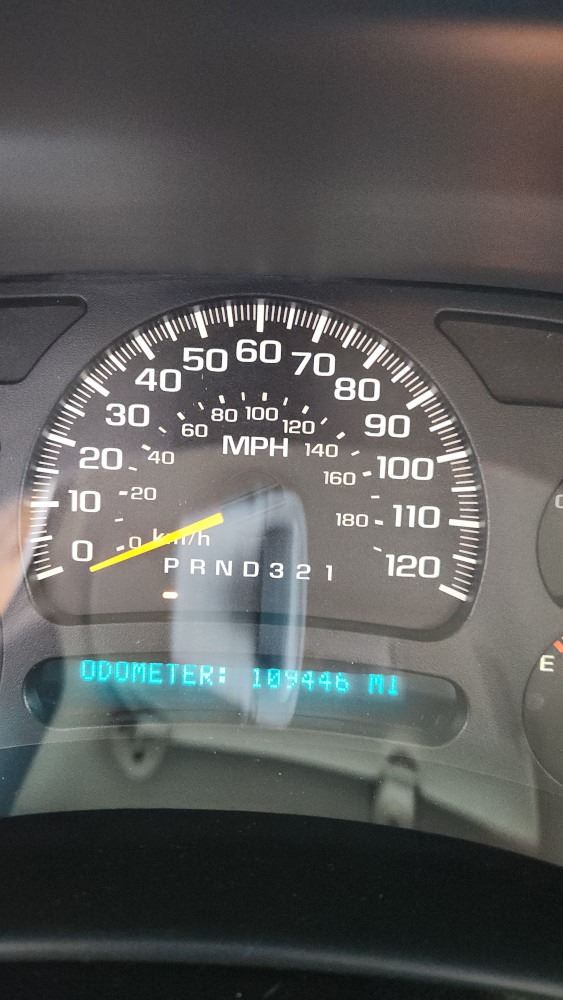 60
50 70
40 80
80 100
30 60 120 90
MPH
20 40 140 100
160
10 20 180 110
0 0 km/h
P R N D 3 2 1 120
E
ODOMETER: 109446 MI